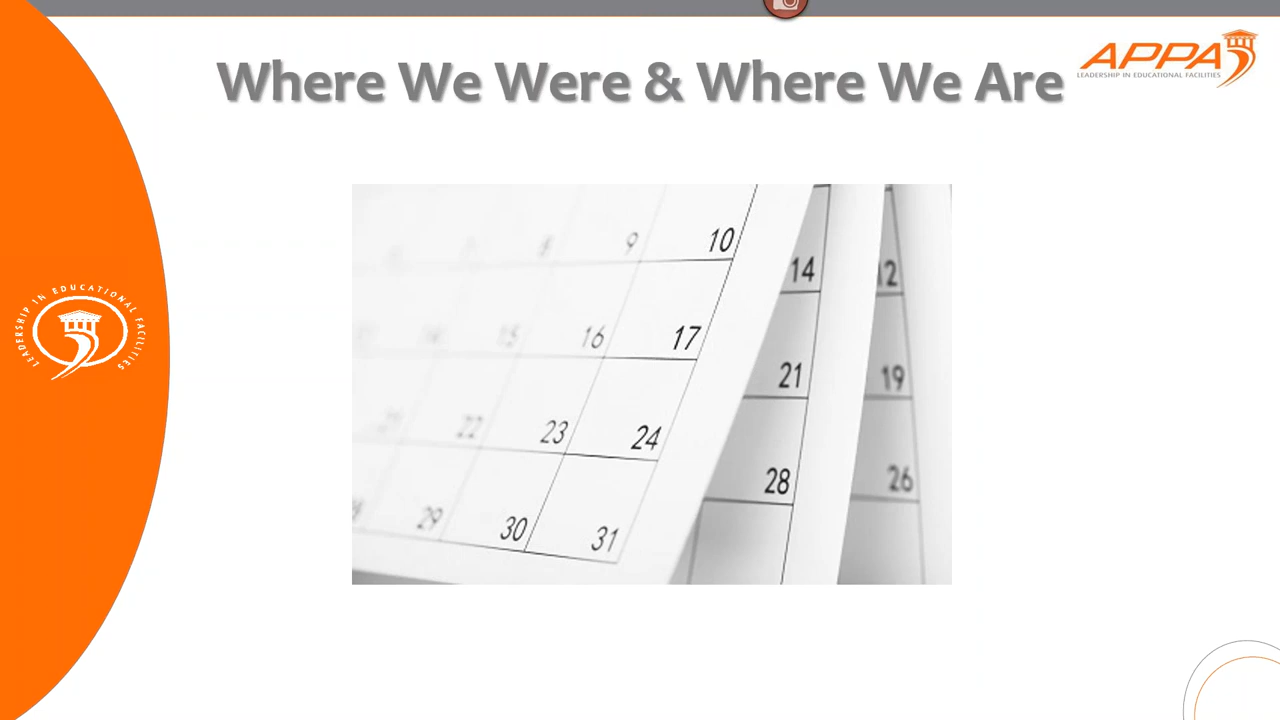 Where We Were & Where We Are
APPA
LEADERSHIP IN EDUCATIONAL FACILITIES
LEADERSHIP IN EDUCATIONAL FACILITIES
9 10
16 17
22 23 24
29 30 31
14
21
28
12
19
26